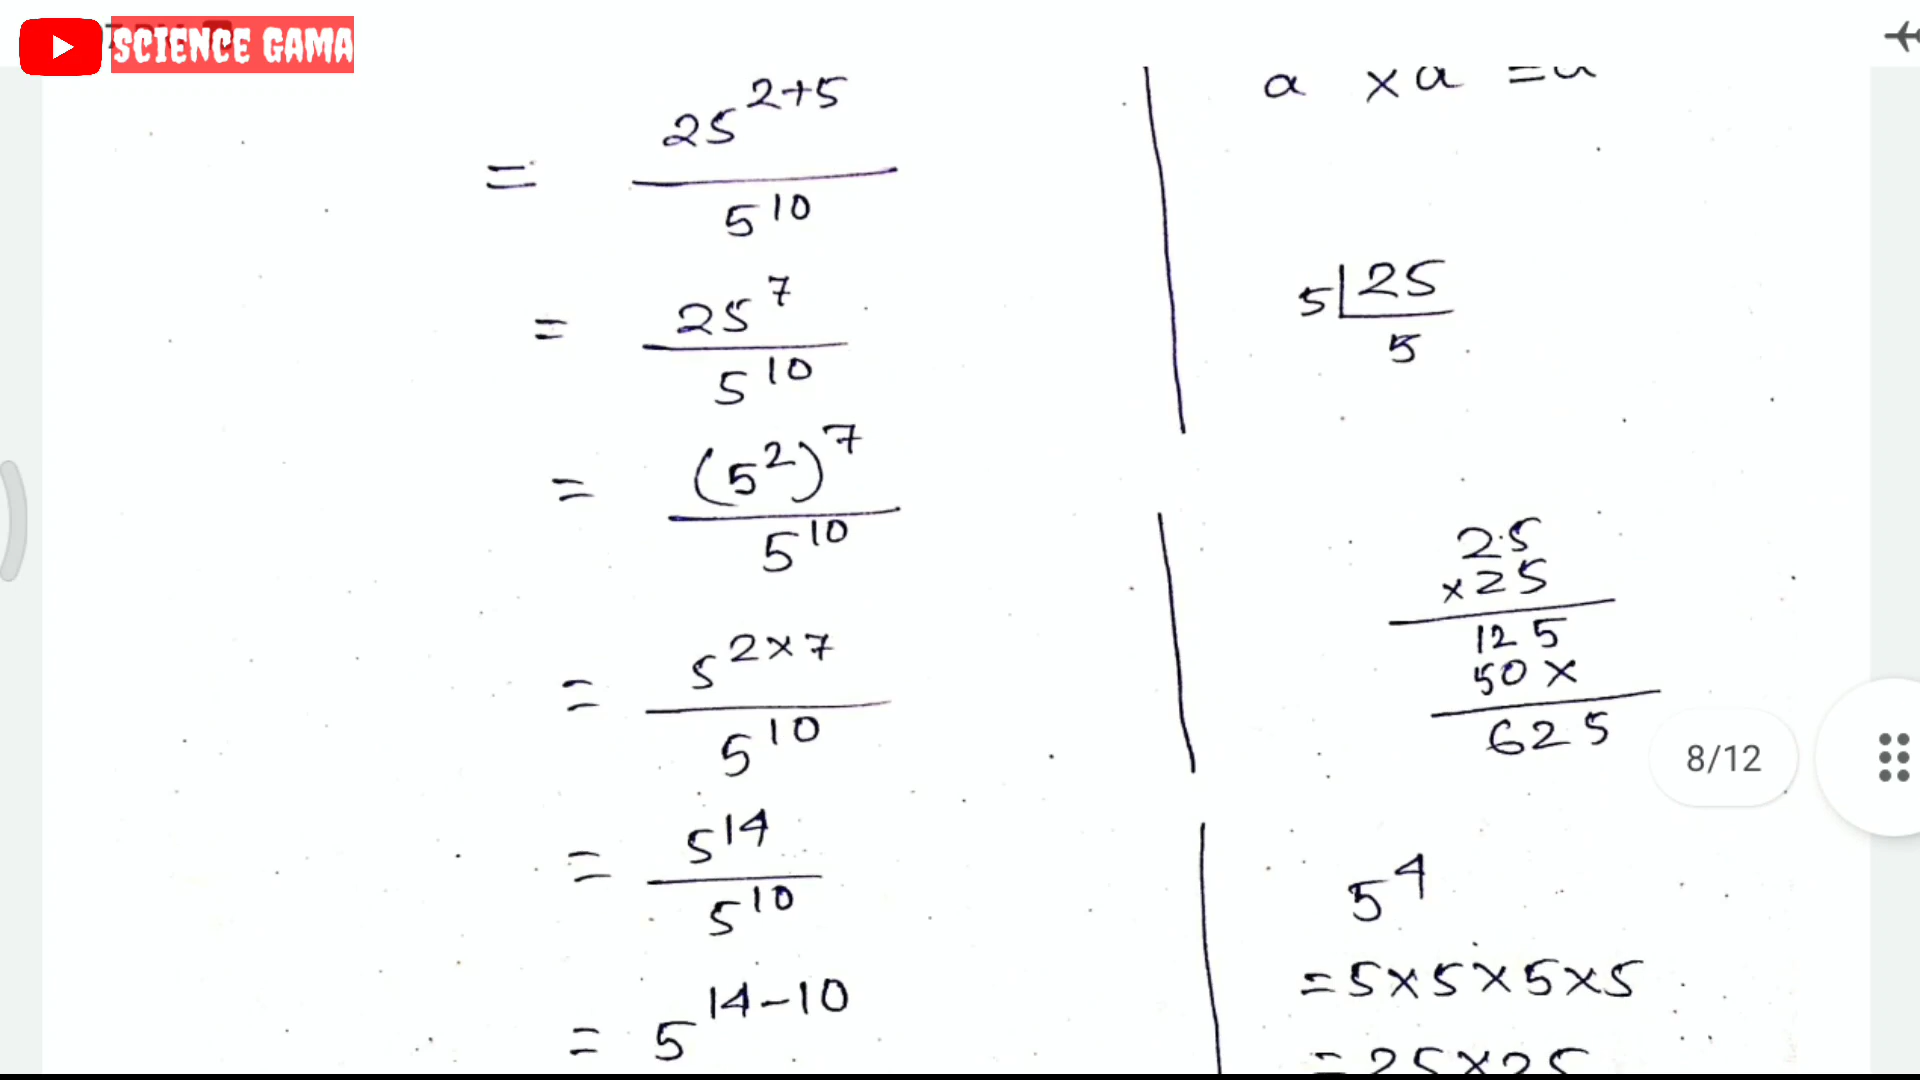 SCIENCE GAMA
= 25^{2+5} / 5^{10}
= 25^7 / 5^{10}
= (5^2)^7 / 5^{10}
= 5^{2×7} / 5^{10}
= 5^{14} / 5^{10}
= 5^{14-10}
a × a =
5 25
5
25
×25
125
50×
625
8/12
5^4
=5×5×5×5
=25×25